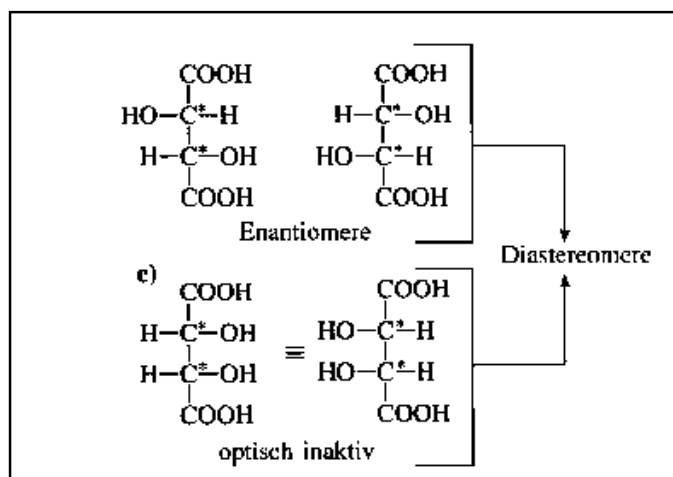 COOH COOH
HO–C*–H H–C*–OH
H–C*–OH HO–C*–H
COOH COOH
Enantiomere
Diastereomere
c)
COOH COOH
H–C*–OH HO–C*–H
≡
H–C*–OH HO–C*–H
COOH COOH
optisch inaktiv